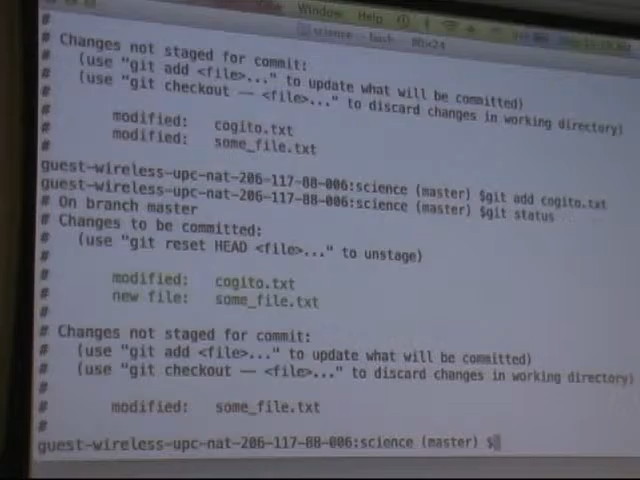 Window Help
science — bash — 80×24
#
# Changes not staged for commit:
#   (use "git add <file>..." to update what will be committed)
#   (use "git checkout -- <file>..." to discard changes in working directory)
#
#       modified:   cogito.txt
#       modified:   some_file.txt
#
guest-wireless-upc-nat-206-117-88-006:science (master) $git add cogito.txt
guest-wireless-upc-nat-206-117-88-006:science (master) $git status
# On branch master
# Changes to be committed:
#   (use "git reset HEAD <file>..." to unstage)
#
#       modified:   cogito.txt
#       new file:   some_file.txt
#
# Changes not staged for commit:
#   (use "git add <file>..." to update what will be committed)
#   (use "git checkout -- <file>..." to discard changes in working directory)
#
#       modified:   some_file.txt
#
guest-wireless-upc-nat-206-117-88-006:science (master) $